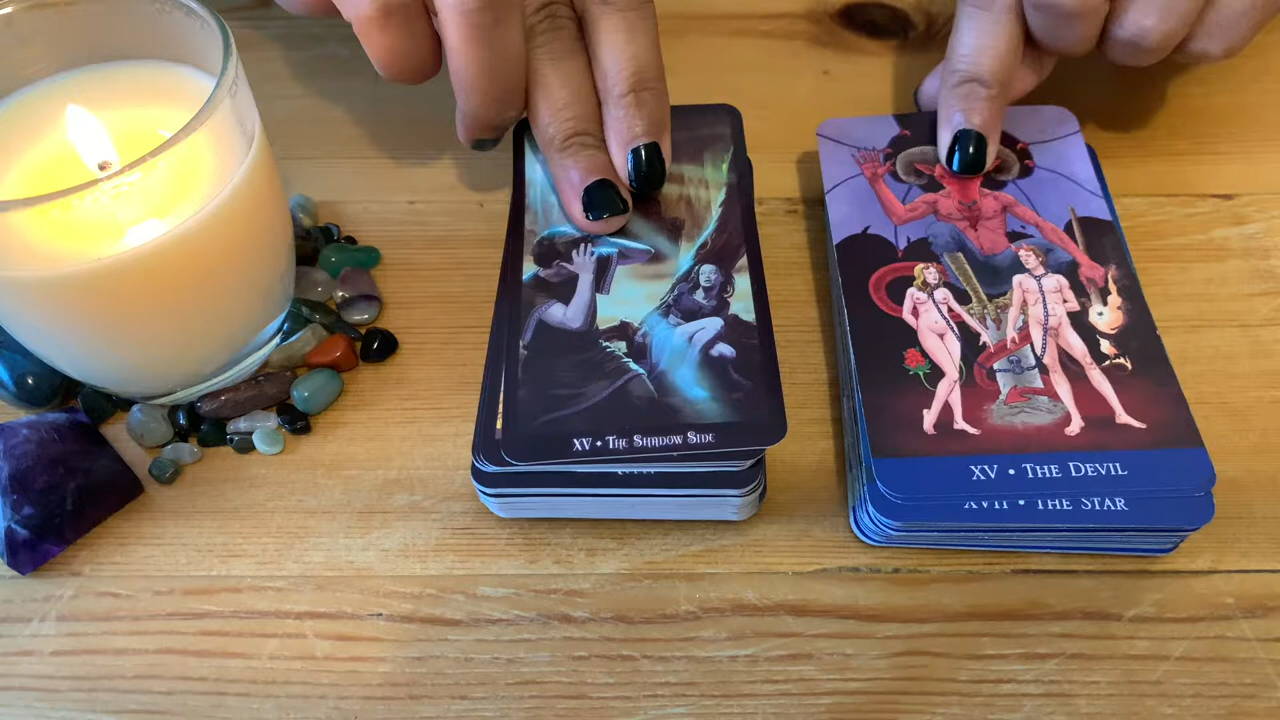 XV • THE SHADOW SIDE
XV • THE DEVIL
XVII • THE STAR